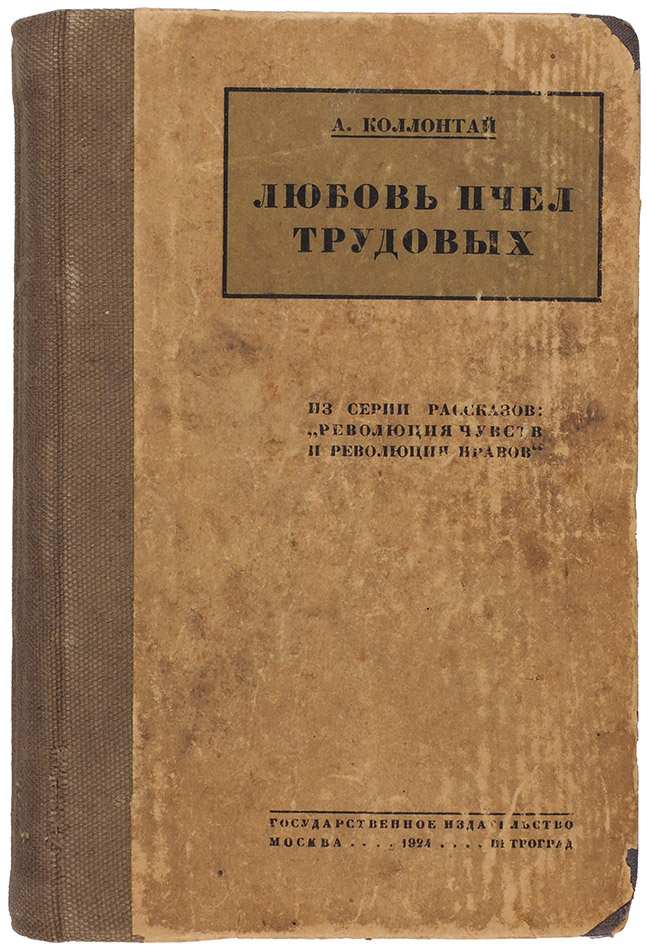 А. КОЛЛОНТАЙ
ЛЮБОВЬ ПЧЕЛ
ТРУДОВЫХ
ИЗ СЕРИИ РАССКАЗОВ:
„РЕВОЛЮЦИЯ ЧУВСТВ
И РЕВОЛЮЦИЯ НРАВОВ“
ГОСУДАРСТВЕННОЕ ИЗДАТЕЛЬСТВО
МОСКВА . . . . 1924 . . . . ПЕТРОГРАД